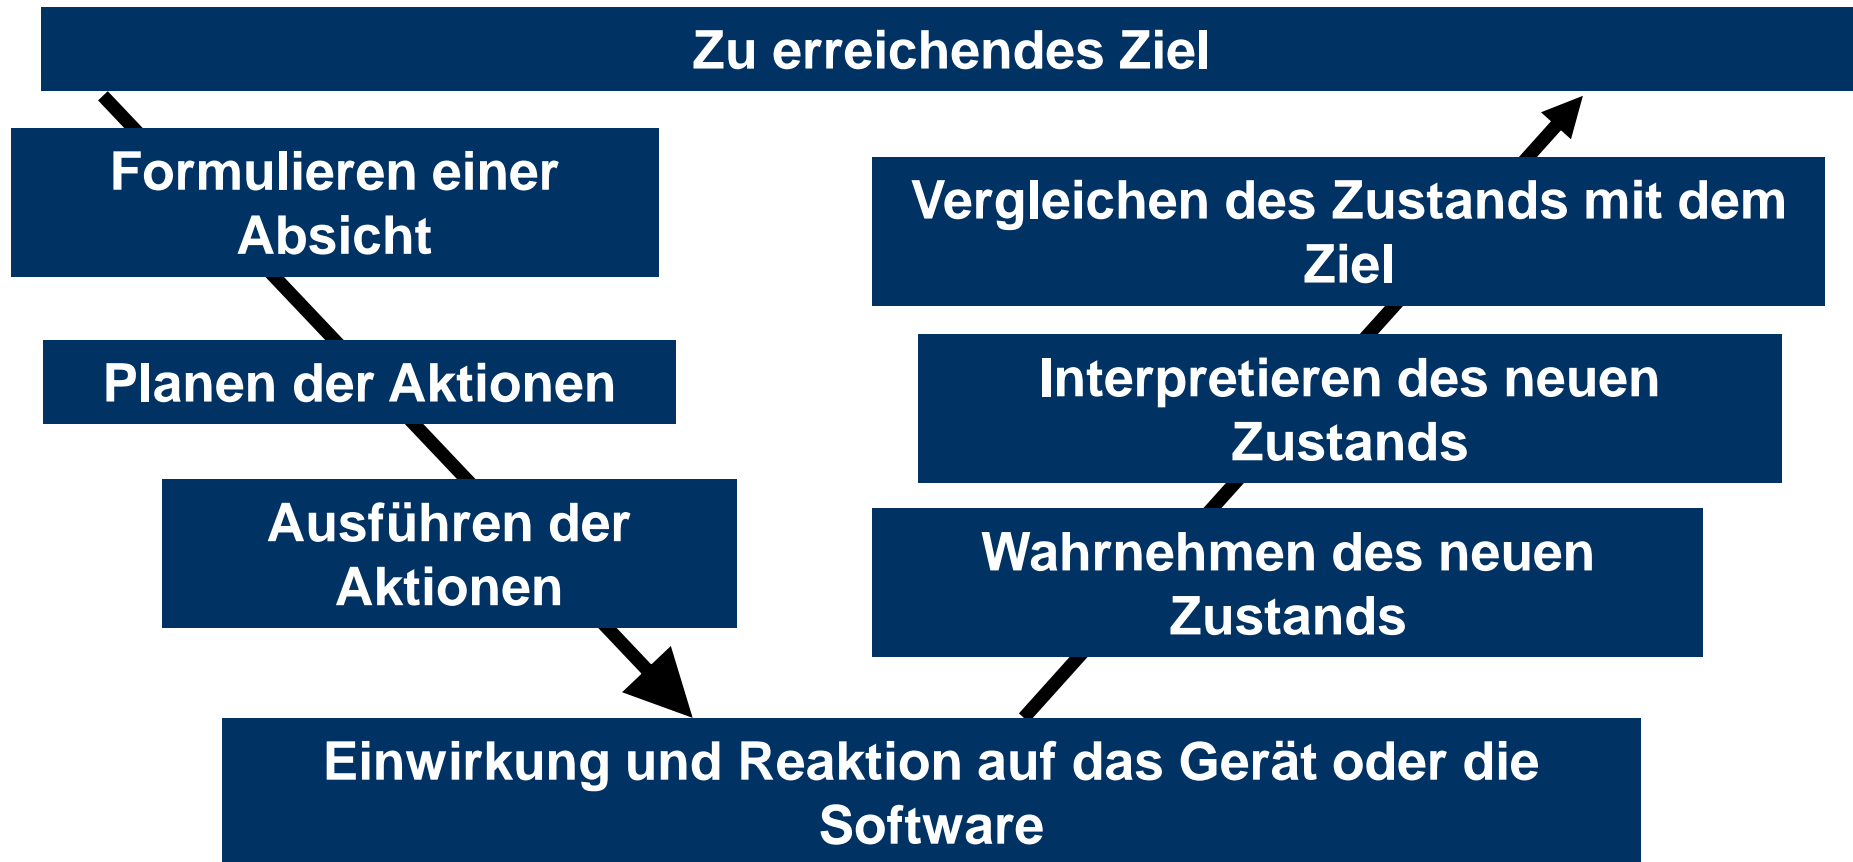 Zu erreichendes Ziel
Formulieren einer
Absicht
Planen der Aktionen
Ausführen der
Aktionen
Vergleichen des Zustands mit dem
Ziel
Interpretieren des neuen
Zustands
Wahrnehmen des neuen
Zustands
Einwirkung und Reaktion auf das Gerät oder die
Software